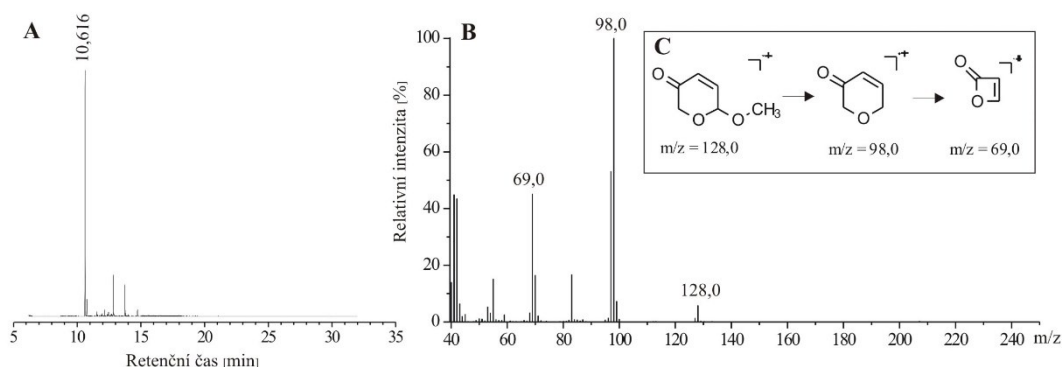 A
10,616
5
10
15
20
25
30
35
Retenční čas [min]
B
Relativní intenzita [%]
100
80
60
40
20
0
98,0
69,0
128,0
40
60
80
100
120
140
160
180
200
220
240
m/z
C
O
O
O
CH₃
m/z = 128,0
O
O
m/z = 98,0
O
O
m/z = 69,0